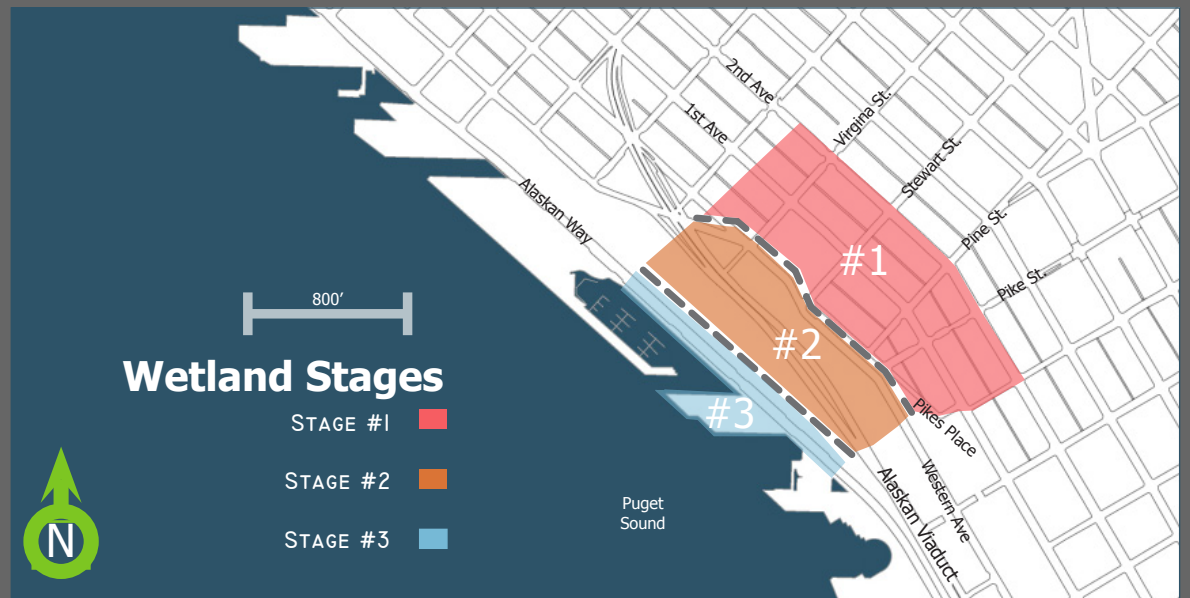 2nd Ave
1st Ave
Virgina St.
Stewart St.
Pine St.
Pike St.
Alaskan Way
#1
800’
#2
Wetland Stages
#3
STAGE #1
Pikes Place
STAGE #2
Western Ave
Alaskan Viaduct
Puget
Sound
STAGE #3
N